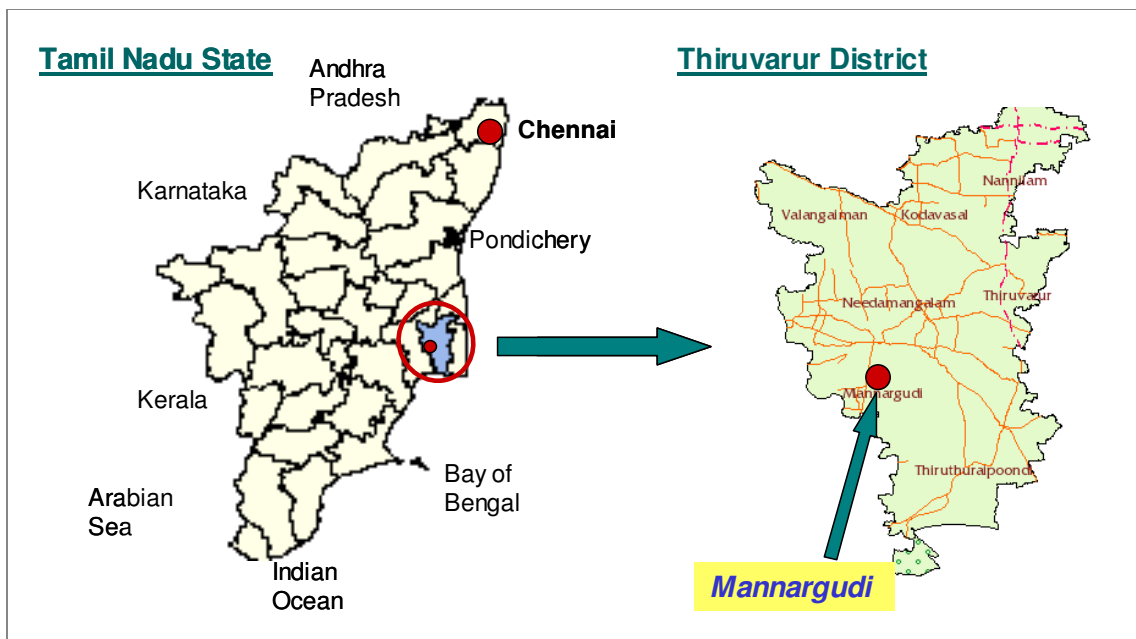 Tamil Nadu State
Andhra
Pradesh
Chennai
Karnataka
Pondichery
Kerala
Bay of
Bengal
Arabian
Sea
Indian
Ocean
Thiruvarur District
Nannilam
Valangaiman
Kodavasal
Needamangalam
Thiruvarur
Mannargudi
Thiruthuraipoondi
Mannargudi